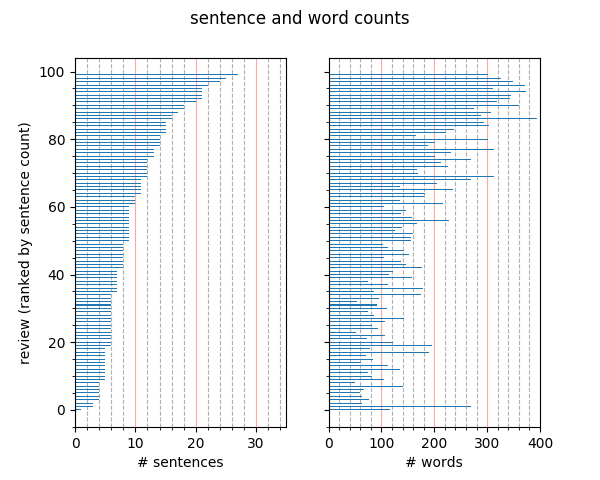 sentence and word counts
review (ranked by sentence count)
100
80
60
40
20
0
0 10 20 30
# sentences
0 100 200 300 400
# words